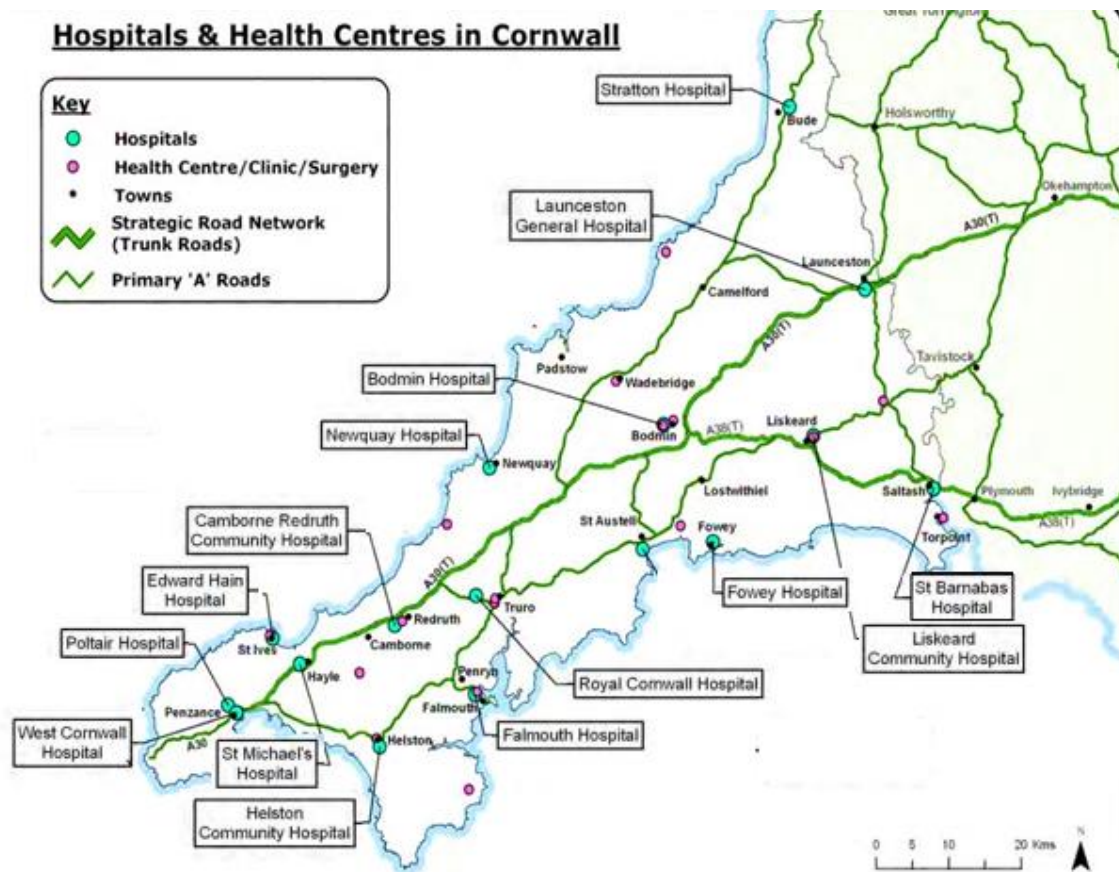 Hospitals & Health Centres in Cornwall
Key
Hospitals
Health Centre/Clinic/Surgery
Towns
Strategic Road Network
(Trunk Roads)
Primary 'A' Roads
Great Torrington
Stratton Hospital
Bude
Holsworthy
Okehampton
A30(T)
Launceston
General Hospital
Launceston
Camelford
A30(T)
Padstow
Tavistock
Bodmin Hospital
Wadebridge
Bodmin
A38(T)
Liskeard
Newquay Hospital
Newquay
Lostwithiel
Saltash
Plymouth
Ivybridge
A38(T)
Torpoint
Camborne Redruth
Community Hospital
St Austell
Fowey
Edward Hain
Hospital
A30(T)
Fowey Hospital
St Barnabas
Hospital
Poltair Hospital
St Ives
Redruth
Truro
Camborne
Liskeard
Community Hospital
Hayle
Penryn
Royal Cornwall Hospital
Penzance
Falmouth
West Cornwall
Hospital
A30
St Michael's
Hospital
Helston
Falmouth Hospital
Helston
Community Hospital
N
0 5 10 20 Kms